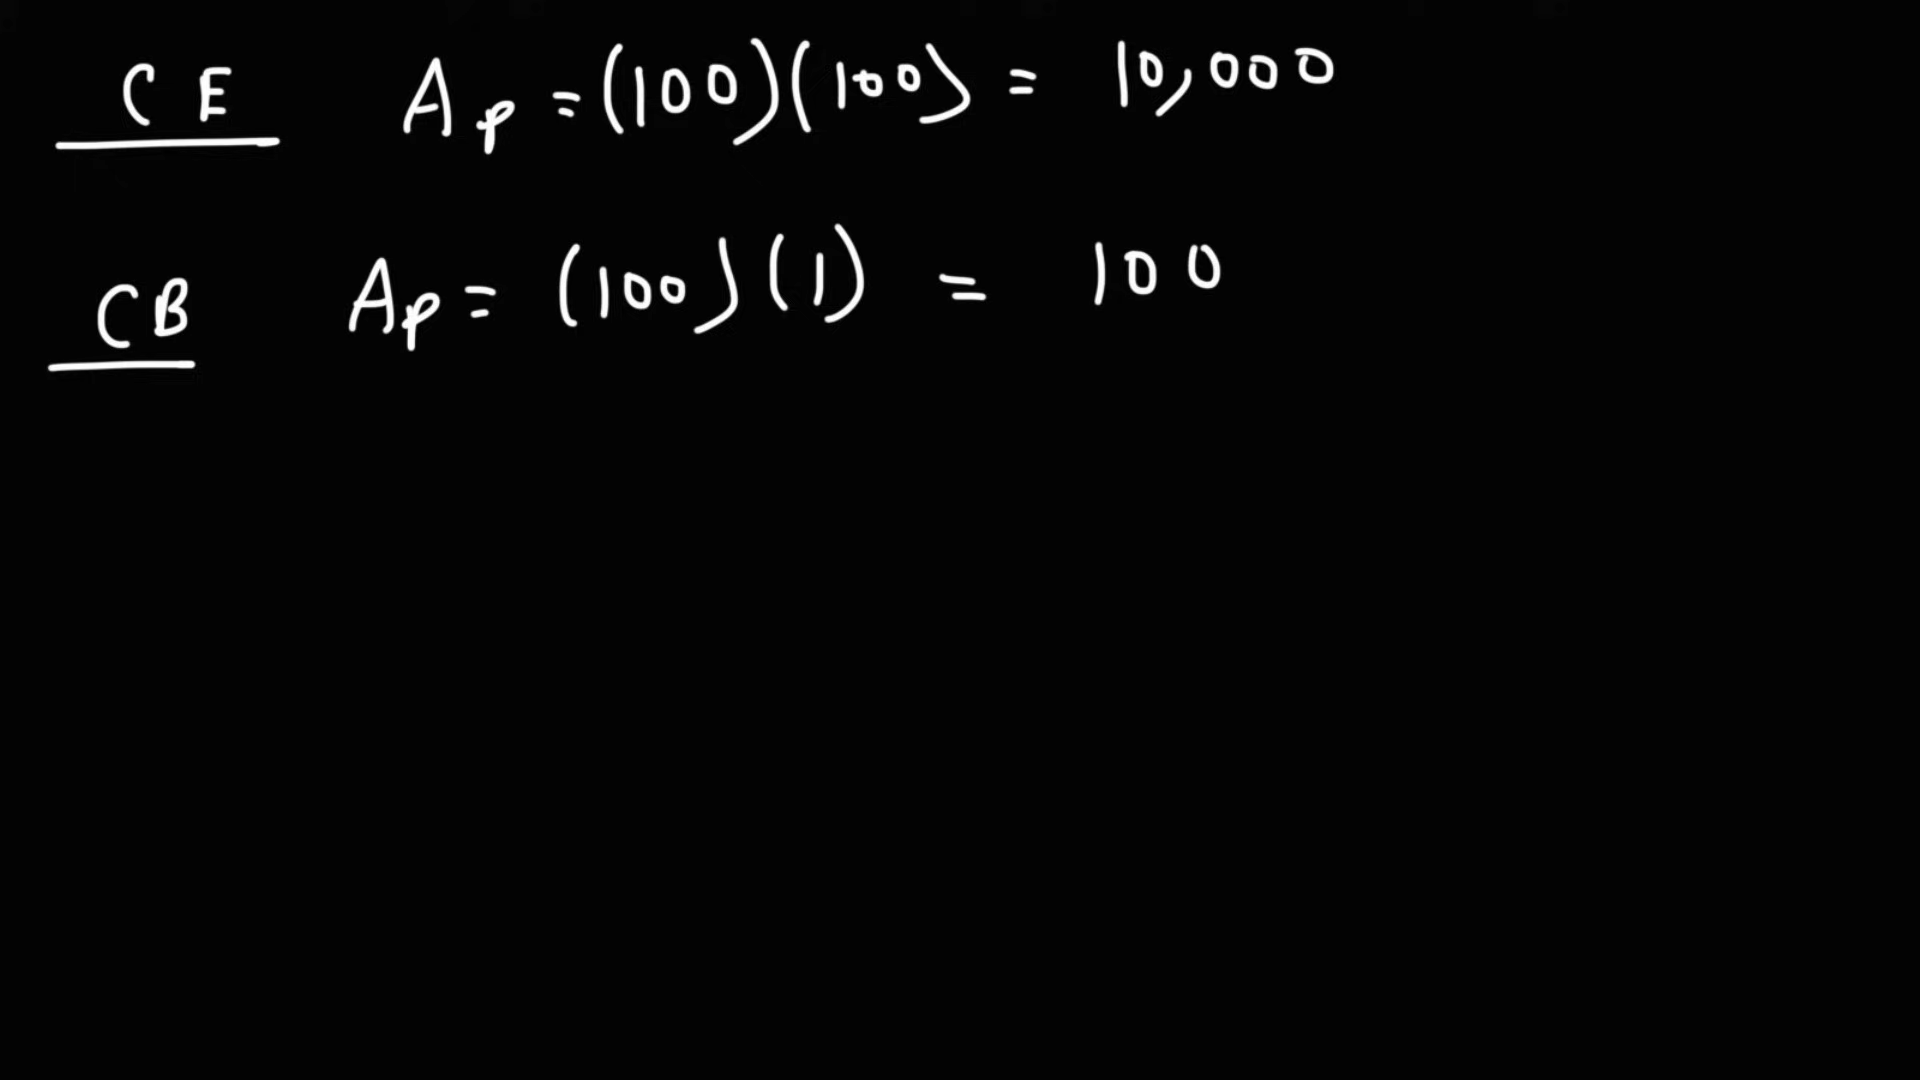 CE Ap = (100)(100) = 10,000
CB Ap = (100)(1) = 100